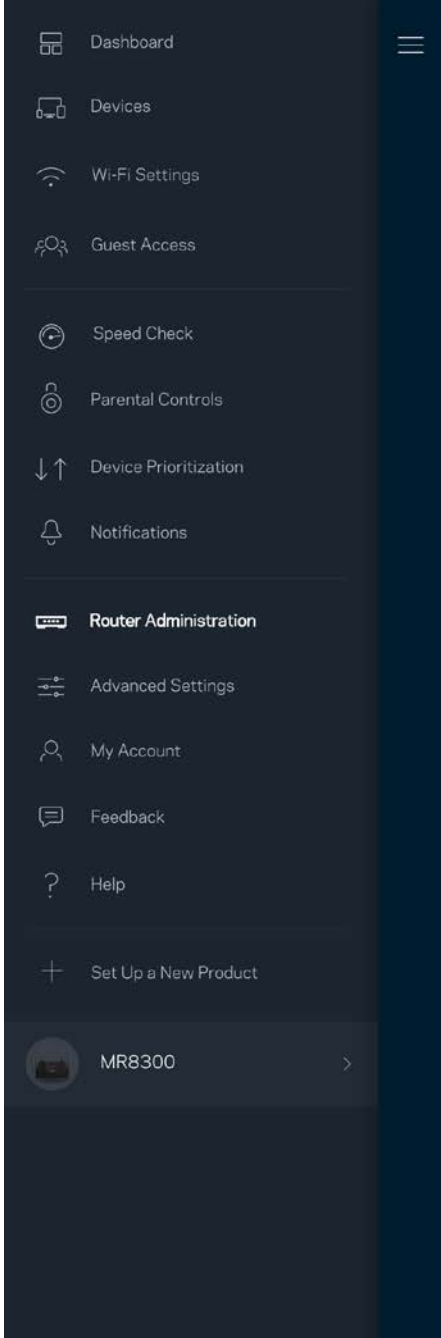 Dashboard
Devices
Wi-Fi Settings
Guest Access
Speed Check
Parental Controls
Device Prioritization
Notifications
Router Administration
Advanced Settings
My Account
Feedback
Help
Set Up a New Product
MR8300